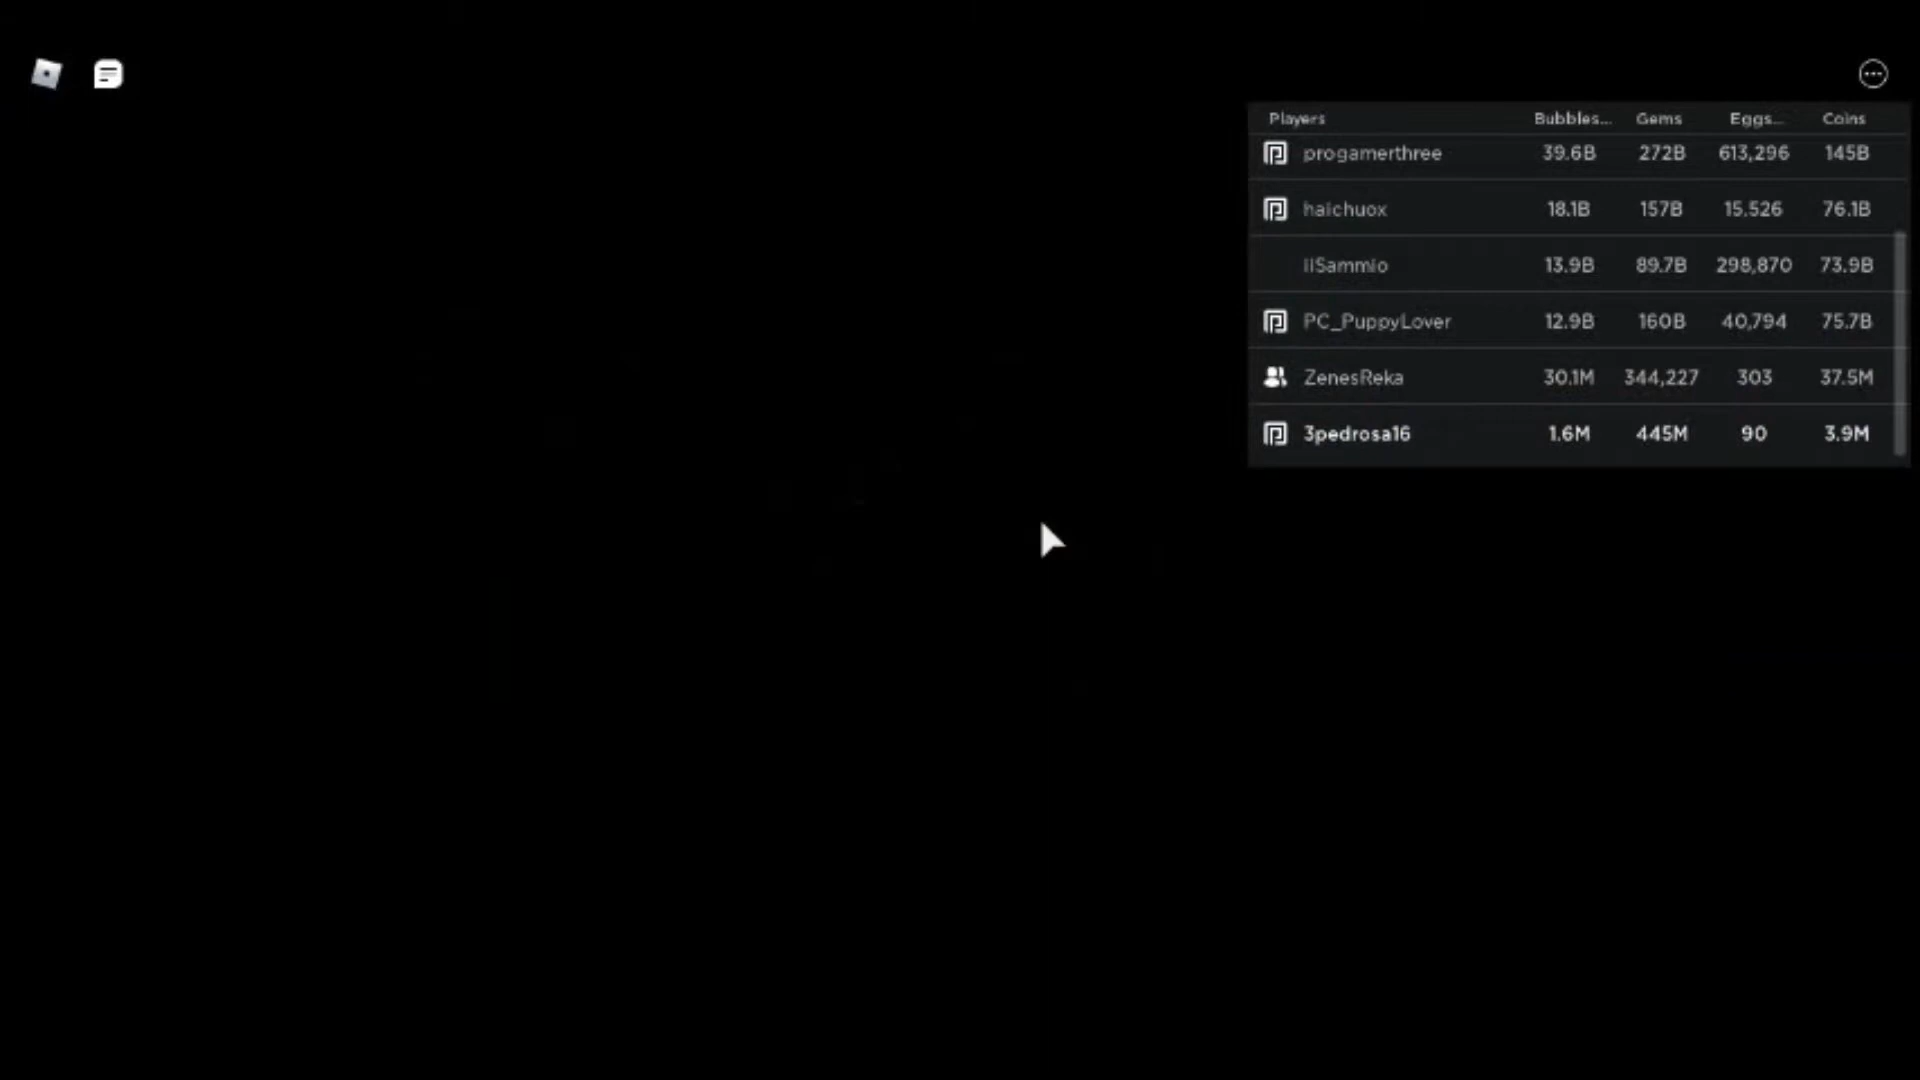 Players Bubbles... Gems Eggs... Coins
progamerthree 39.6B 272B 613,296 145B
haichuox 18.1B 157B 15,526 76.1B
iiSammio 13.9B 89.7B 298,870 73.9B
PC_PuppyLover 12.9B 160B 40,794 75.7B
ZenesReka 30.1M 344,227 303 37.5M
3pedrosa16 1.6M 445M 90 3.9M